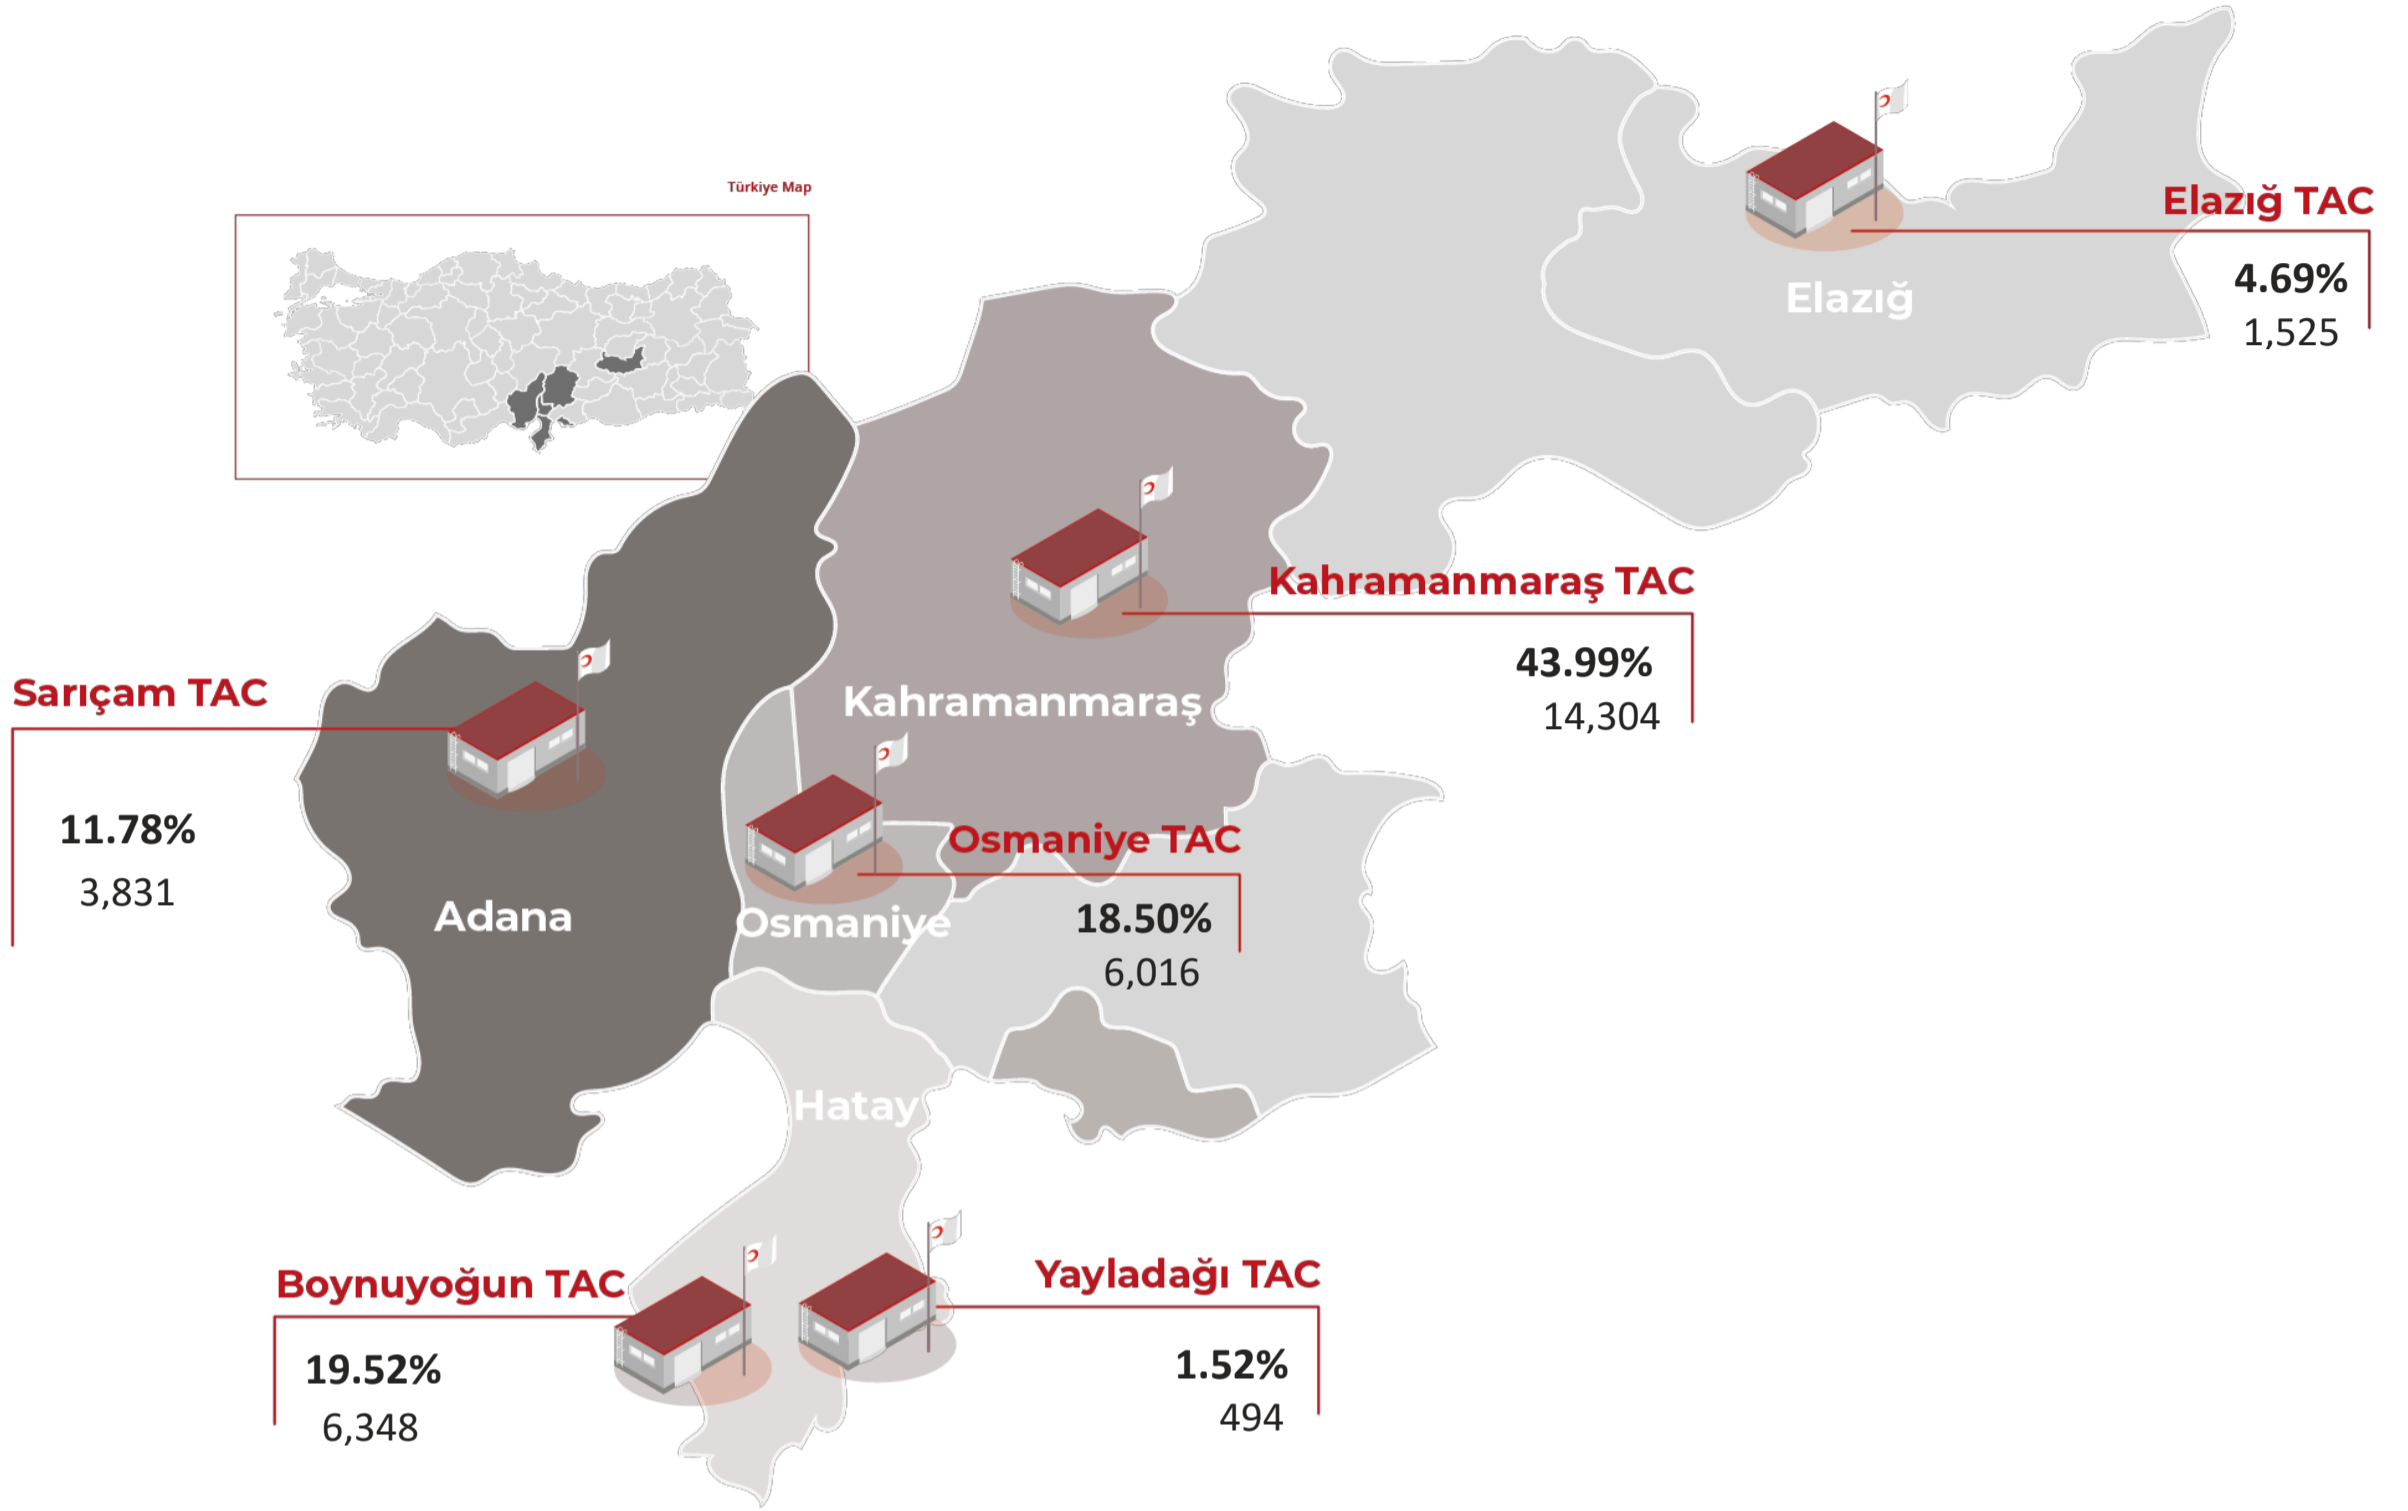 Türkiye Map
Elazığ TAC
4.69%
1,525
Elazığ
Kahramanmaraş TAC
43.99%
14,304
Kahramanmaraş
Sarıçam TAC
11.78%
3,831
Adana
Osmaniye TAC
18.50%
6,016
Osmaniye
Hatay
Boynuyoğun TAC
19.52%
6,348
Yayladağı TAC
1.52%
494